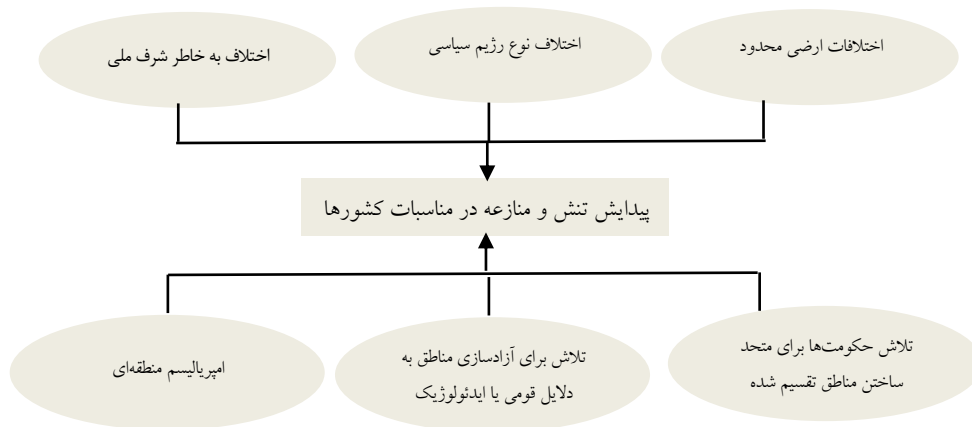 اختلافات ارضی محدود
اختلاف نوع رژیم سیاسی
اختلاف به خاطر شرف ملی
پیدایش تنش و منازعه در مناسبات کشورها
تلاش حکومت‌ها برای متحد
ساختن مناطق تقسیم شده
تلاش برای آزادسازی مناطق به
دلایل قومی یا ایدئولوژیک
امپریالیسم منطقه‌ای